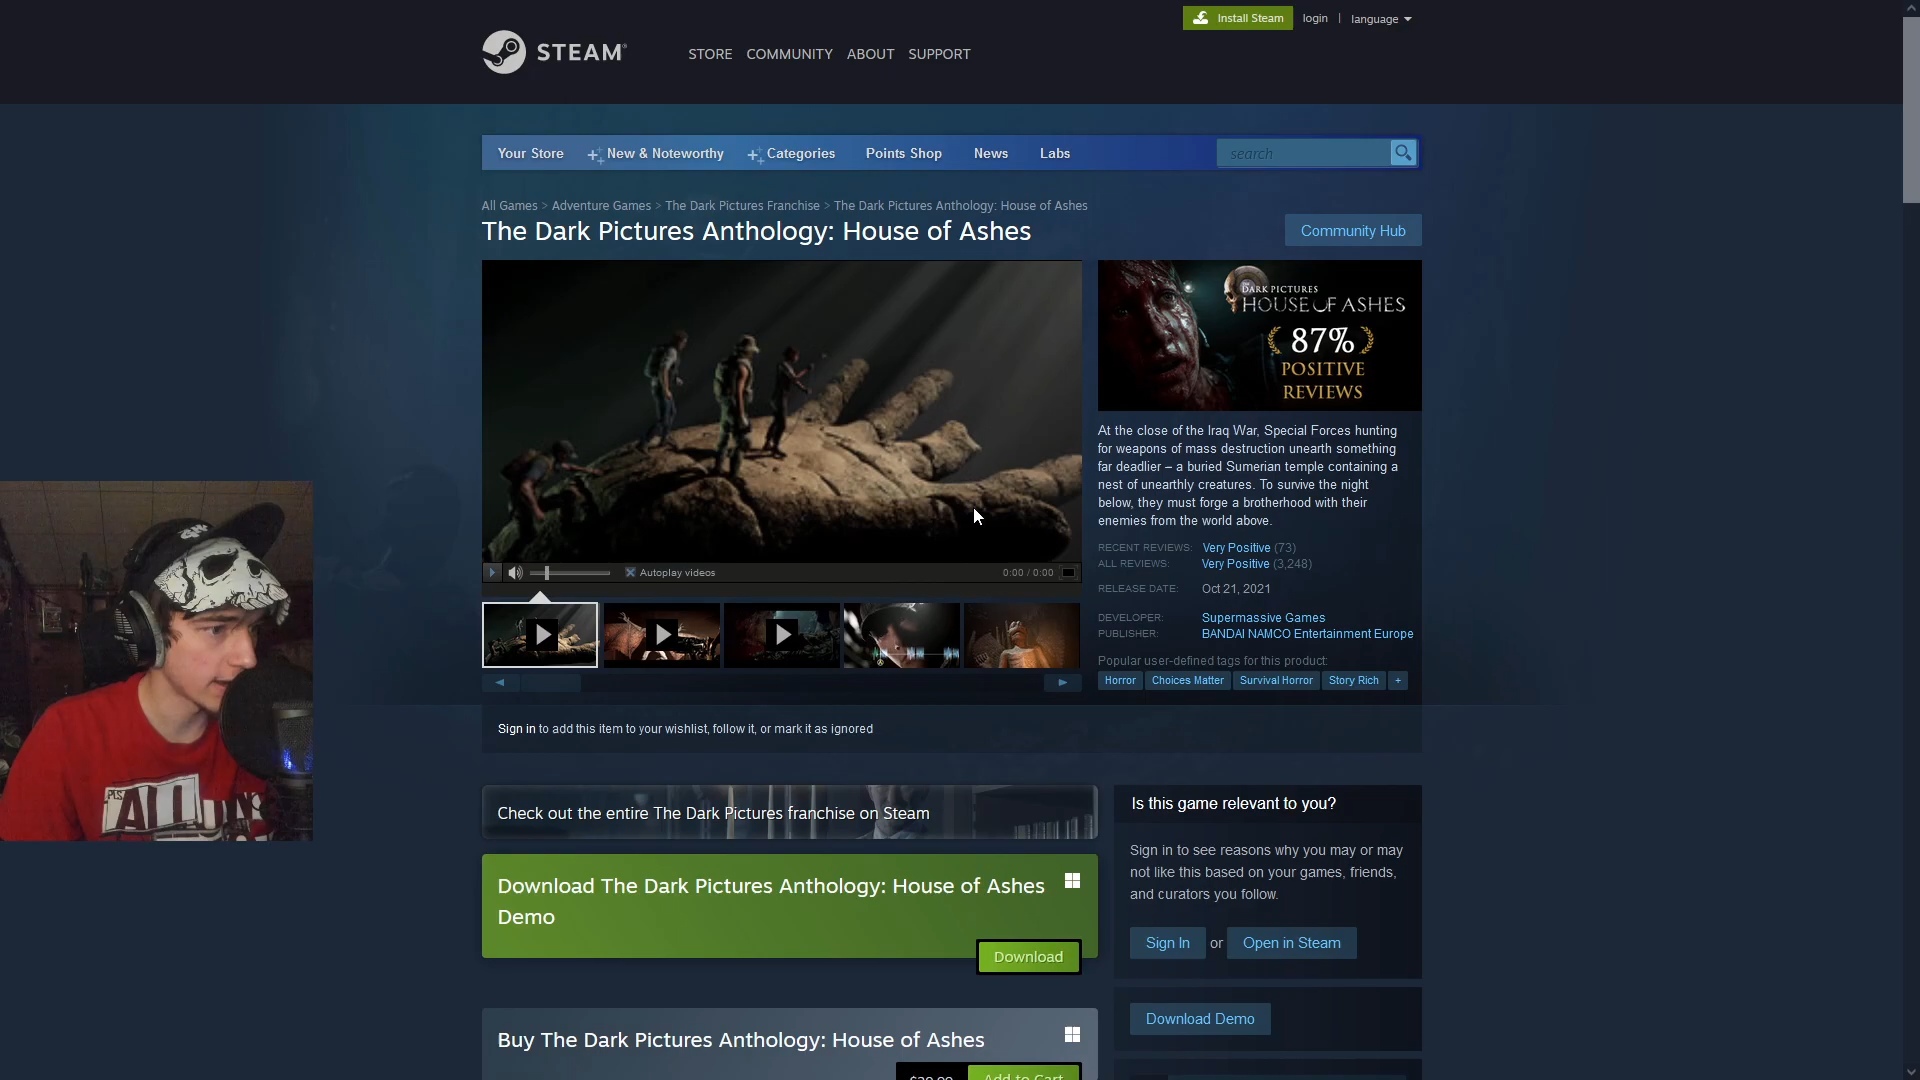 Install Steam login | language
STEAM®
STORE COMMUNITY ABOUT SUPPORT
Your Store New & Noteworthy Categories Points Shop News Labs search
All Games > Adventure Games > The Dark Pictures Franchise > The Dark Pictures Anthology: House of Ashes
The Dark Pictures Anthology: House of Ashes
Community Hub
DARK PICTURES
HOUSE OF ASHES
87%
POSITIVE
REVIEWS
At the close of the Iraq War, Special Forces hunting
for weapons of mass destruction unearth something
far deadlier – a buried Sumerian temple containing a
nest of unearthly creatures. To survive the night
below, they must forge a brotherhood with their
enemies from the world above.
RECENT REVIEWS: Very Positive (73)
ALL REVIEWS: Very Positive (3,248)
RELEASE DATE: Oct 21, 2021
DEVELOPER: Supermassive Games
PUBLISHER: BANDAI NAMCO Entertainment Europe
Popular user-defined tags for this product:
Horror Choices Matter Survival Horror Story Rich +
Autoplay videos 0:00 / 0:00
Sign in to add this item to your wishlist, follow it, or mark it as ignored
Check out the entire The Dark Pictures franchise on Steam
Download The Dark Pictures Anthology: House of Ashes
Demo
Download
Buy The Dark Pictures Anthology: House of Ashes
Add to Cart
Is this game relevant to you?
Sign in to see reasons why you may or may
not like this based on your games, friends,
and curators you follow.
Sign In or Open in Steam
Download Demo